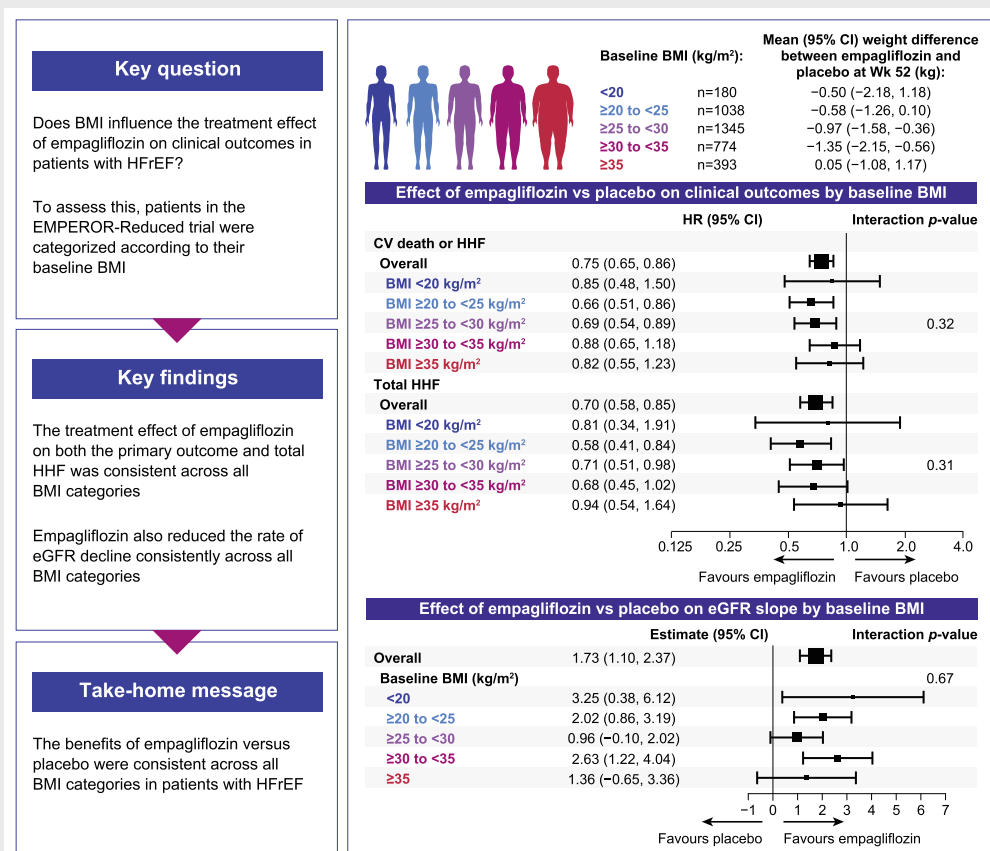 Key question
Does BMI influence the treatment effect
of empagliflozin on clinical outcomes in
patients with HFrEF?
To assess this, patients in the
EMPEROR-Reduced trial were
categorized according to their
baseline BMI
Key findings
The treatment effect of empagliflozin
on both the primary outcome and total
HHF was consistent across all
BMI categories
Empagliflozin also reduced the rate of
eGFR decline consistently across all
BMI categories
Take-home message
The benefits of empagliflozin versus
placebo were consistent across all
BMI categories in patients with HFrEF
Baseline BMI (kg/m²):
Mean (95% CI) weight difference
between empagliflozin and
placebo at Wk 52 (kg):
<20 n=180 −0.50 (−2.18, 1.18)
≥20 to <25 n=1038 −0.58 (−1.26, 0.10)
≥25 to <30 n=1345 −0.97 (−1.58, −0.36)
≥30 to <35 n=774 −1.35 (−2.15, −0.56)
≥35 n=393 0.05 (−1.08, 1.17)
Effect of empagliflozin vs placebo on clinical outcomes by baseline BMI
HR (95% CI) Interaction p-value
CV death or HHF
Overall 0.75 (0.65, 0.86)
BMI <20 kg/m² 0.85 (0.48, 1.50)
BMI ≥20 to <25 kg/m² 0.66 (0.51, 0.86)
BMI ≥25 to <30 kg/m² 0.69 (0.54, 0.89) 0.32
BMI ≥30 to <35 kg/m² 0.88 (0.65, 1.18)
BMI ≥35 kg/m² 0.82 (0.55, 1.23)
Total HHF
Overall 0.70 (0.58, 0.85)
BMI <20 kg/m² 0.81 (0.34, 1.91)
BMI ≥20 to <25 kg/m² 0.58 (0.41, 0.84)
BMI ≥25 to <30 kg/m² 0.71 (0.51, 0.98) 0.31
BMI ≥30 to <35 kg/m² 0.68 (0.45, 1.02)
BMI ≥35 kg/m² 0.94 (0.54, 1.64)
0.125 0.25 0.5 1.0 2.0 4.0
Favours empagliflozin Favours placebo
Effect of empagliflozin vs placebo on eGFR slope by baseline BMI
Estimate (95% CI) Interaction p-value
Overall 1.73 (1.10, 2.37)
Baseline BMI (kg/m²) 0.67
<20 3.25 (0.38, 6.12)
≥20 to <25 2.02 (0.86, 3.19)
≥25 to <30 0.96 (−0.10, 2.02)
≥30 to <35 2.63 (1.22, 4.04)
≥35 1.36 (−0.65, 3.36)
−1 0 1 2 3 4 5 6 7
Favours placebo Favours empagliflozin